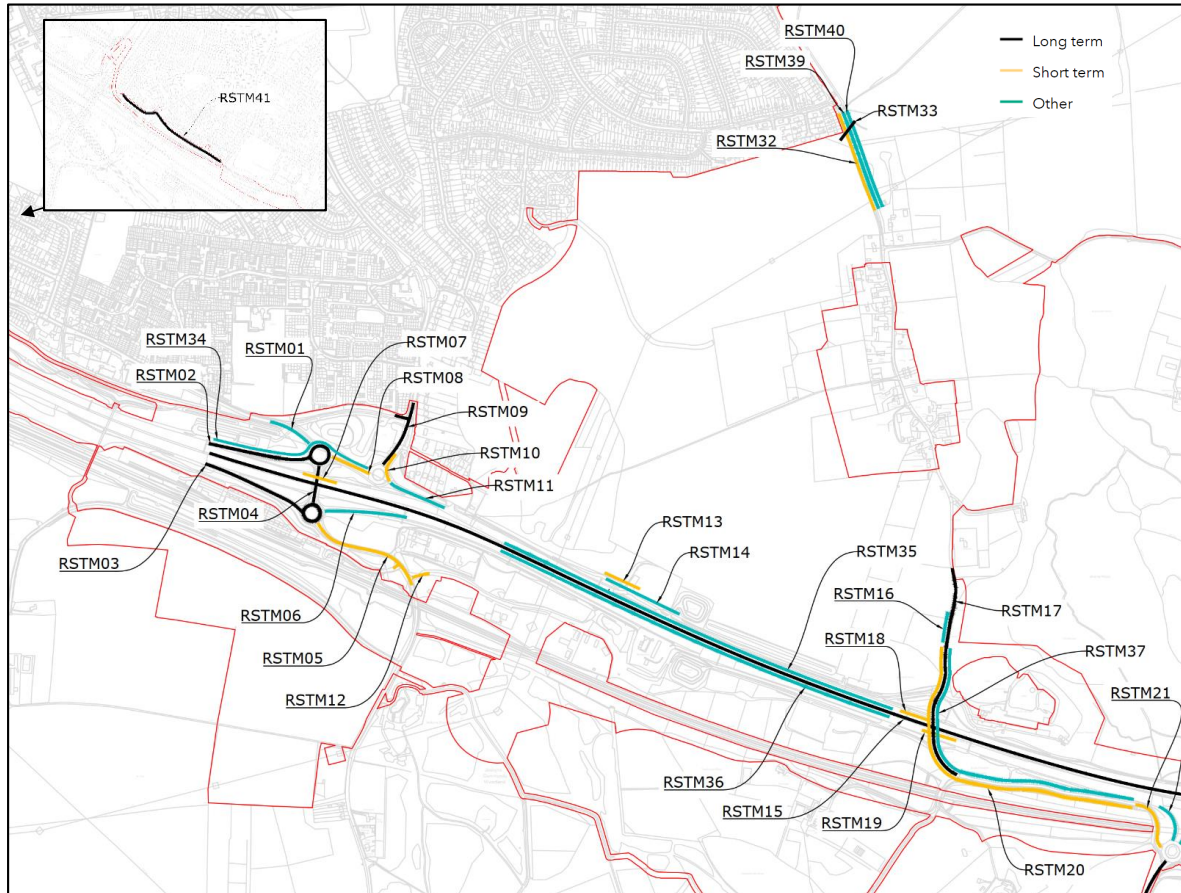 RSTM41
RSTM40
RSTM39
RSTM33
RSTM32
Long term
Short term
Other
RSTM34
RSTM01
RSTM07
RSTM02
RSTM08
RSTM09
RSTM10
RSTM11
RSTM04
RSTM03
RSTM13
RSTM14
RSTM35
RSTM06
RSTM16
RSTM17
RSTM18
RSTM37
RSTM05
RSTM21
RSTM12
RSTM36
RSTM15
RSTM19
RSTM20